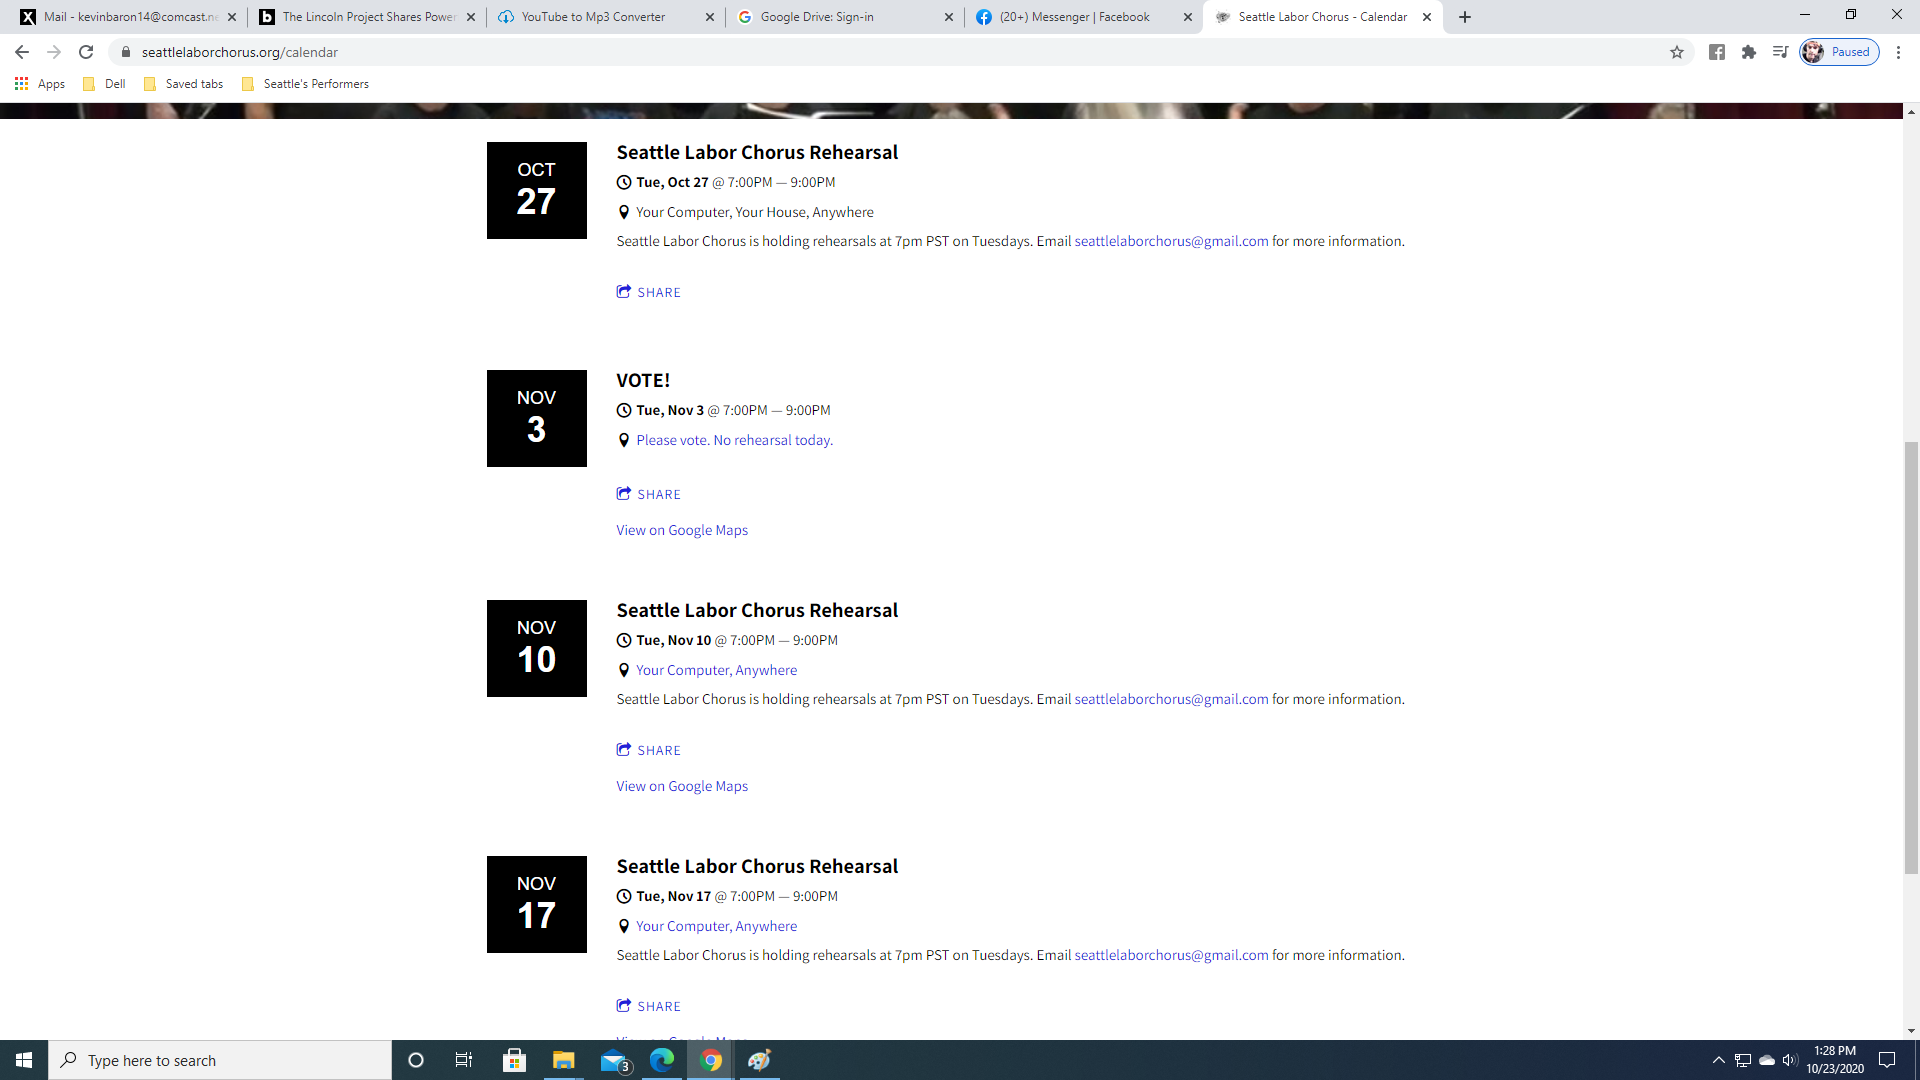 Mail - kevinbaron14@comcast.ne
The Lincoln Project Shares Power
YouTube to Mp3 Converter
Google Drive: Sign-in
(20+) Messenger | Facebook
Seattle Labor Chorus - Calendar
seattlelaborchorus.org/calendar
Paused
Apps
Dell
Saved tabs
Seattle's Performers
OCT
27
Seattle Labor Chorus Rehearsal
Tue, Oct 27 @ 7:00PM — 9:00PM
Your Computer, Your House, Anywhere
Seattle Labor Chorus is holding rehearsals at 7pm PST on Tuesdays. Email seattlelaborchorus@gmail.com for more information.
SHARE
NOV
3
VOTE!
Tue, Nov 3 @ 7:00PM — 9:00PM
Please vote. No rehearsal today.
SHARE
View on Google Maps
NOV
10
Seattle Labor Chorus Rehearsal
Tue, Nov 10 @ 7:00PM — 9:00PM
Your Computer, Anywhere
Seattle Labor Chorus is holding rehearsals at 7pm PST on Tuesdays. Email seattlelaborchorus@gmail.com for more information.
SHARE
View on Google Maps
NOV
17
Seattle Labor Chorus Rehearsal
Tue, Nov 17 @ 7:00PM — 9:00PM
Your Computer, Anywhere
Seattle Labor Chorus is holding rehearsals at 7pm PST on Tuesdays. Email seattlelaborchorus@gmail.com for more information.
SHARE
View on Google Maps
Type here to search
3
1:28 PM
10/23/2020